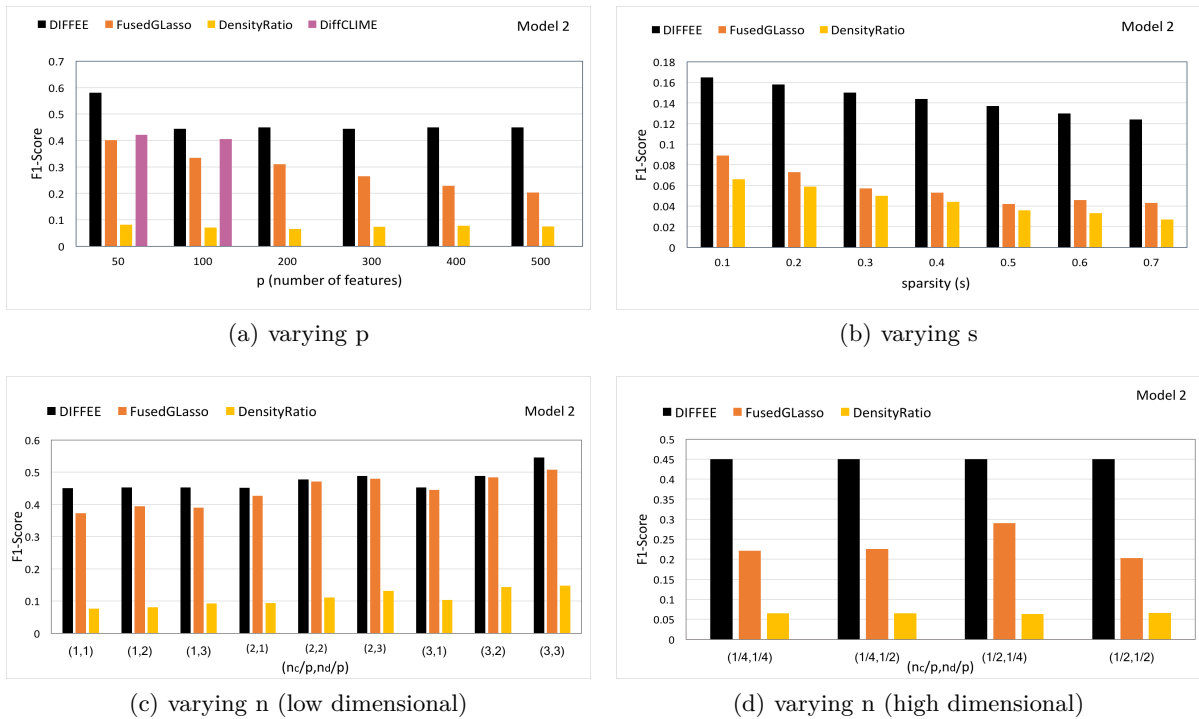 DIFFEE FusedGLasso DensityRatio DiffCLIME Model 2
0.7
0.6
0.5
0.4
0.3
0.2
0.1
0
F1-Score
50 100 200 300 400 500
p (number of features)
(a) varying p
DIFFEE FusedGLasso DensityRatio Model 2
0.18
0.16
0.14
0.12
0.1
0.08
0.06
0.04
0.02
0
F1-Score
0.1 0.2 0.3 0.4 0.5 0.6 0.7
sparsity (s)
(b) varying s
DIFFEE FusedGLasso DensityRatio Model 2
0.6
0.5
0.4
0.3
0.2
0.1
0
F1-Score
(1,1) (1,2) (1,3) (2,1) (2,2) (2,3) (3,1) (3,2) (3,3)
(nc/p,nd/p)
(c) varying n (low dimensional)
Model 2
DIFFEE FusedGLasso DensityRatio
0.5
0.45
0.4
0.35
0.3
0.25
0.2
0.15
0.1
0.05
0
F1-Score
(1/4,1/4) (1/4,1/2) (1/2,1/4) (1/2,1/2)
(nc/p,nd/p)
(d) varying n (high dimensional)